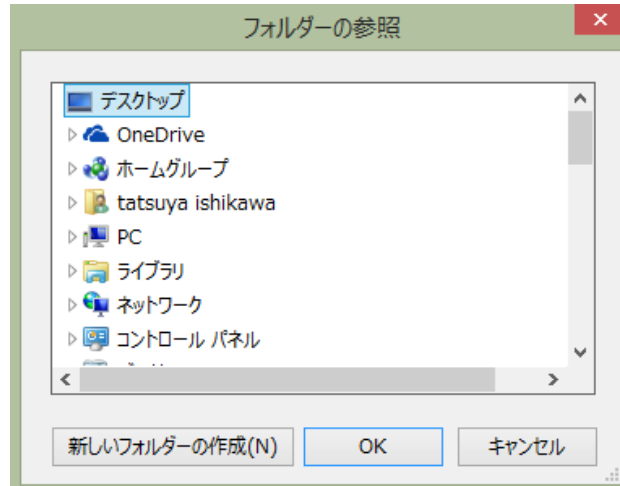 フォルダーの参照
デスクトップ
OneDrive
ホームグループ
tatsuya ishikawa
PC
ライブラリ
ネットワーク
コントロール パネル
新しいフォルダーの作成(N)
OK
キャンセル